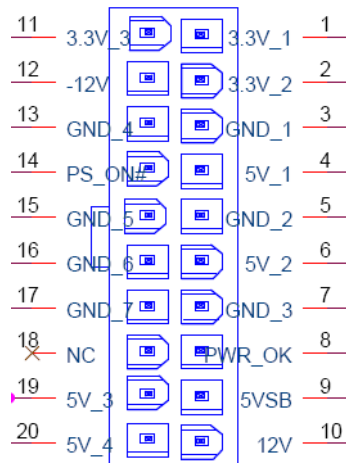 11 3.3V_3 3.3V_1 1
12 -12V 3.3V_2 2
13 GND_4 GND_1 3
14 PS_ON# 5V_1 4
15 GND_5 GND_2 5
16 GND_6 5V_2 6
17 GND_7 GND_3 7
18 NC PWR_OK 8
19 5V_3 5VSB 9
20 5V_4 12V 10